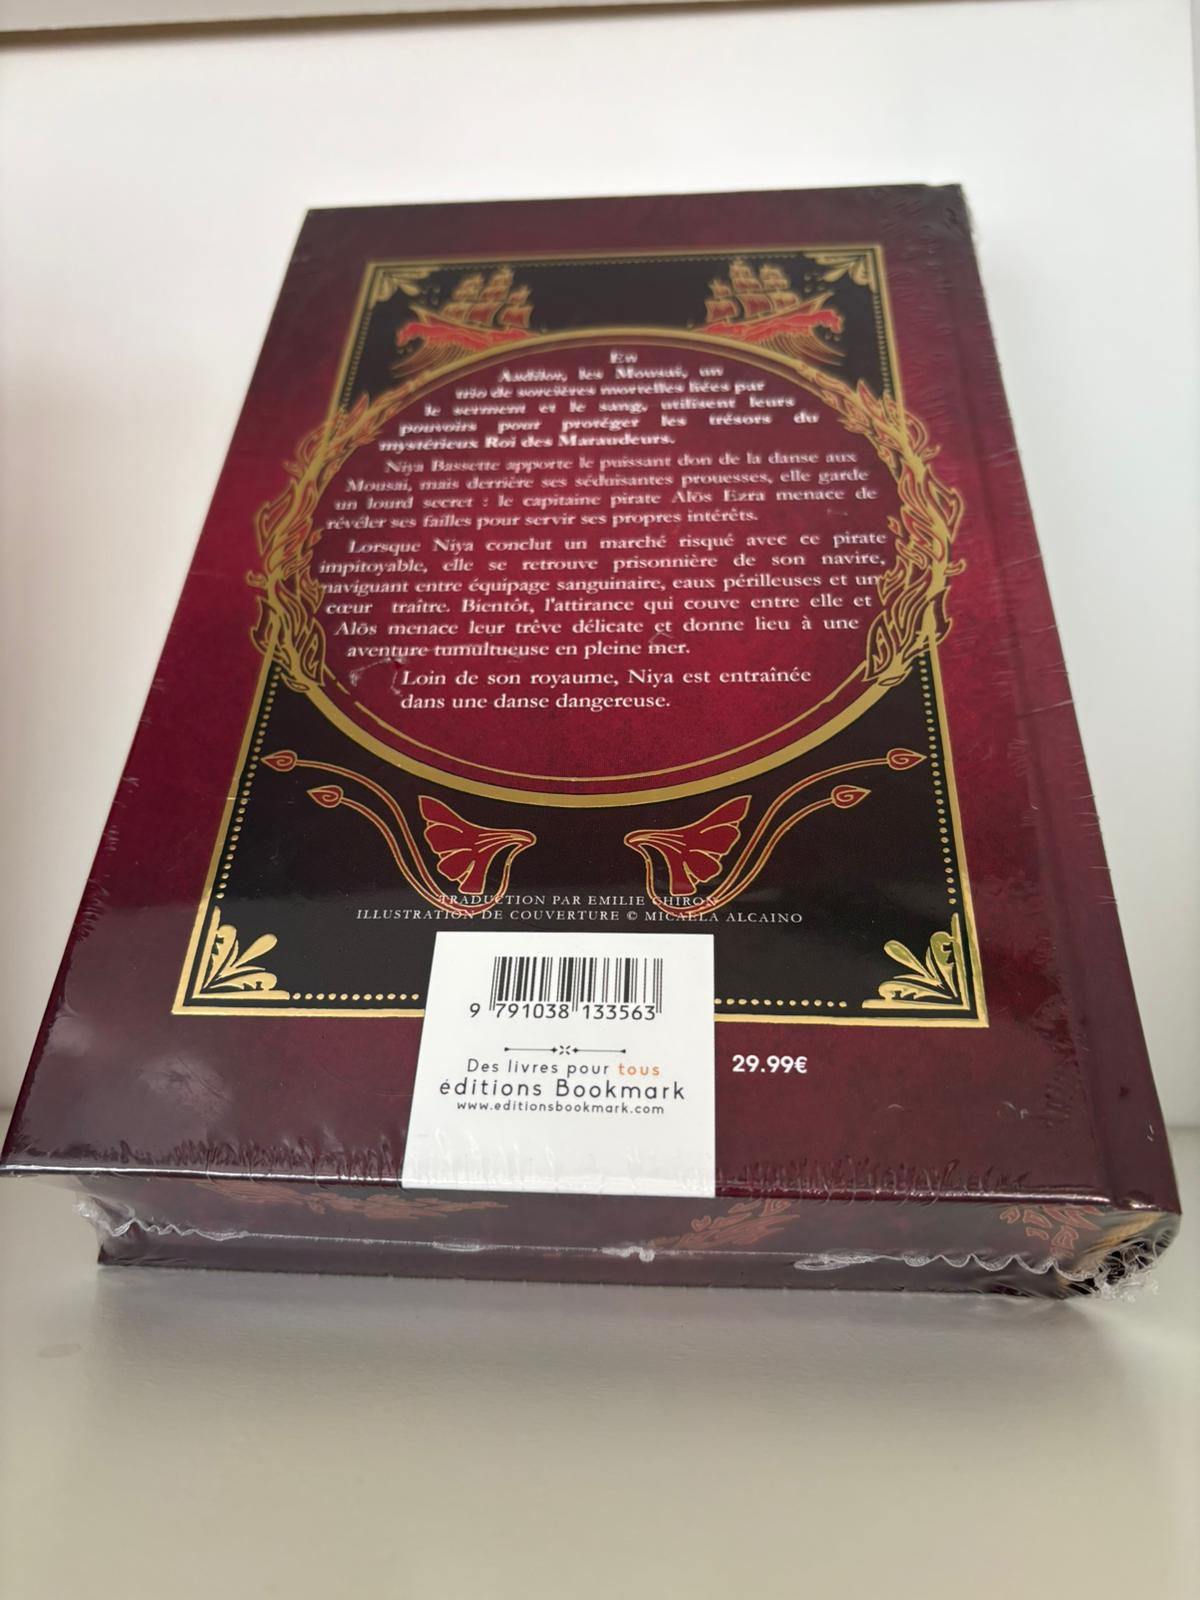 En
Aadilor, les Mousai, un
trio de sorcières mortelles liées par
le serment et le sang, utilisent leurs
pouvoirs pour protéger les trésors du
mystérieux Roi des Maraudeurs.
Niya Bassette apporte le puissant don de la danse aux
Mousai, mais derrière ses séduisantes prouesses, elle garde
un lourd secret : le capitaine pirate Alōs Ezra menace de
révéler ses failles pour servir ses propres intérêts.
Lorsque Niya conclut un marché risqué avec ce pirate
impitoyable, elle se retrouve prisonnière de son navire,
naviguant entre équipage sanguinaire, eaux périlleuses et un
cœur traître. Bientôt, l'attirance qui couve entre elle et
Alōs menace leur trêve délicate et donne lieu à une
aventure tumultueuse en pleine mer.
Loin de son royaume, Niya est entraînée
dans une danse dangereuse.
TRADUCTION PAR EMILIE CHIRON
ILLUSTRATION DE COUVERTURE © MICAELA ALCAINO
9 791038 133563
29.99€
Des livres pour tous
éditions Bookmark
www.editionsbookmark.com